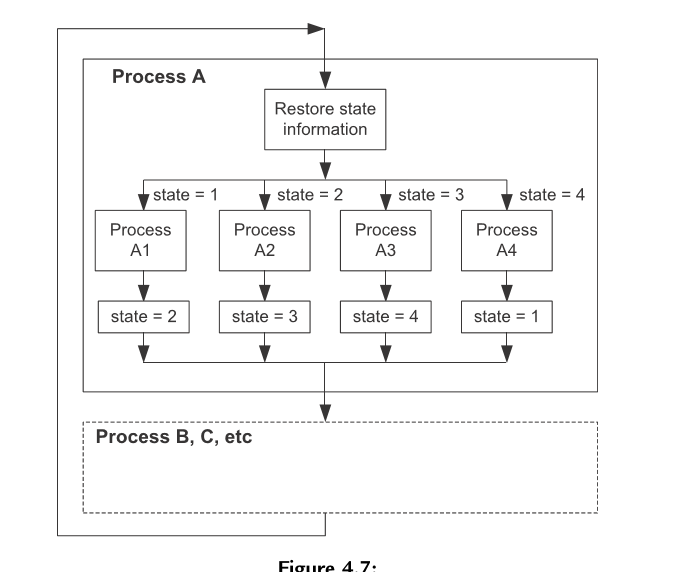 Process A
Restore state
information
state = 1
state = 2
state = 3
state = 4
Process
A1
Process
A2
Process
A3
Process
A4
state = 2
state = 3
state = 4
state = 1
Process B, C, etc
Figure 4.7: